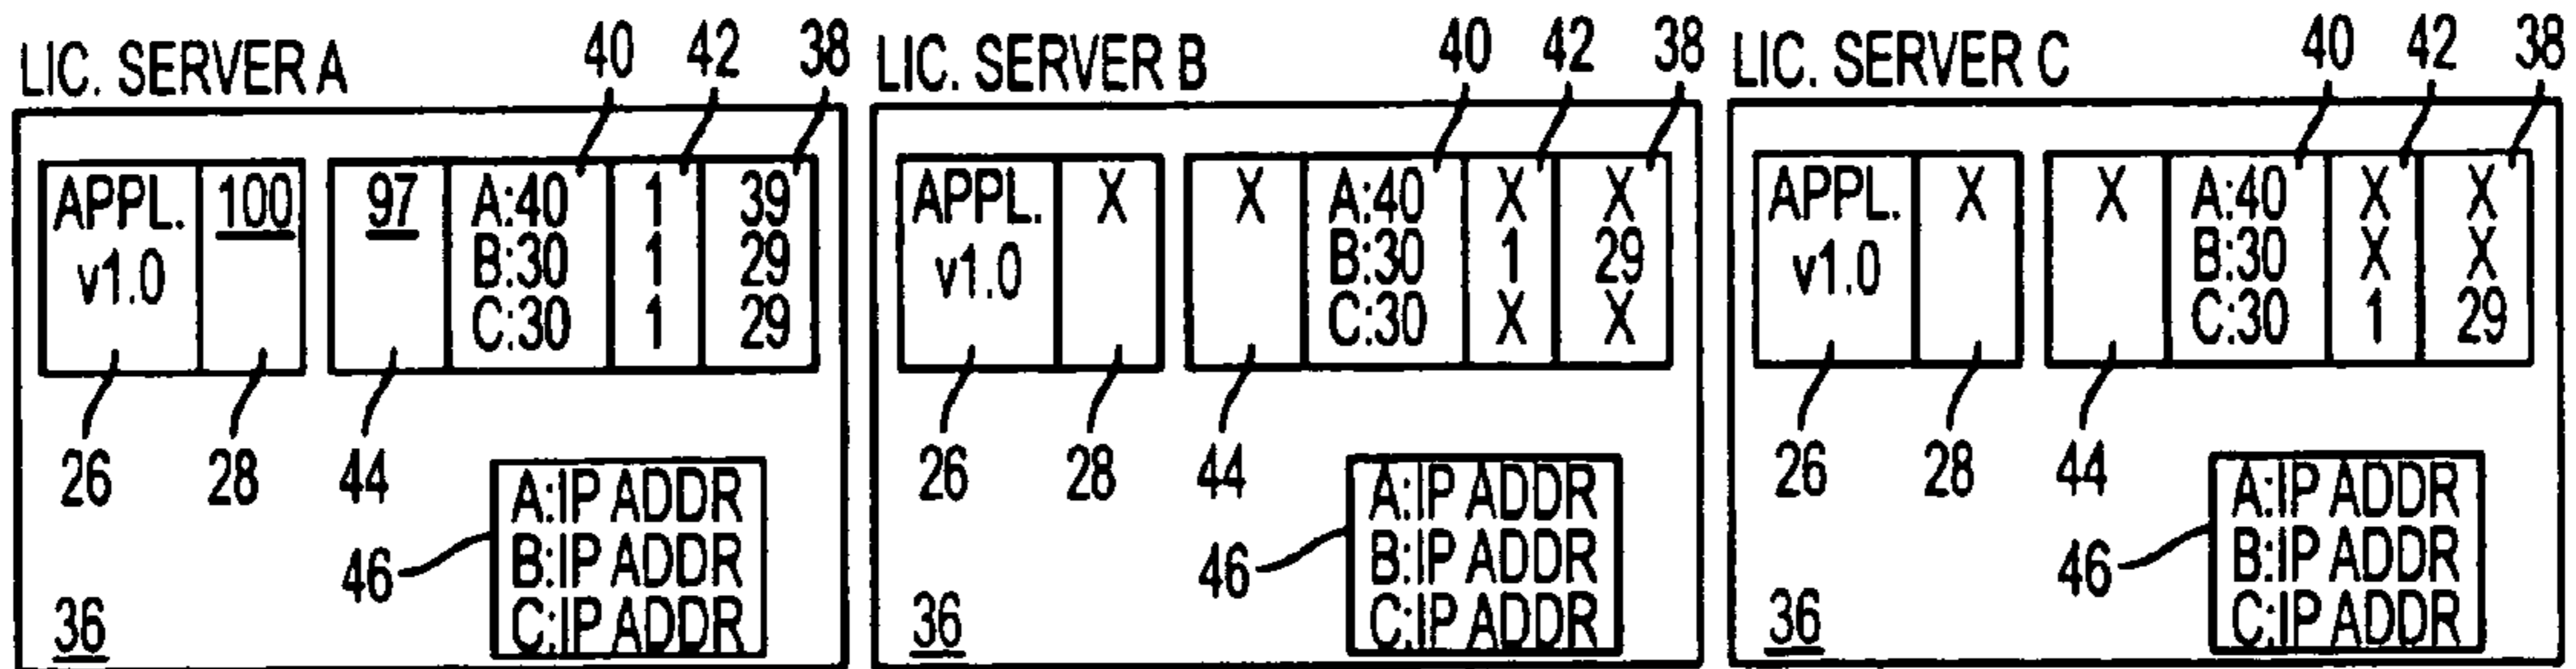 LIC. SERVER A 40 42 38
APPL. 100 97 A:40 1 39
v1.0 B:30 1 29
C:30 1 29
26 28 44
A:IP ADDR
46 B:IP ADDR
36 C:IP ADDR
LIC. SERVER B 40 42 38
APPL. X X A:40 X X
v1.0 B:30 1 29
C:30 X X
26 28 44
A:IP ADDR
46 B:IP ADDR
36 C:IP ADDR
LIC. SERVER C 40 42 38
APPL. X X A:40 X X
v1.0 B:30 X X
C:30 1 29
26 28 44
A:IP ADDR
46 B:IP ADDR
36 C:IP ADDR